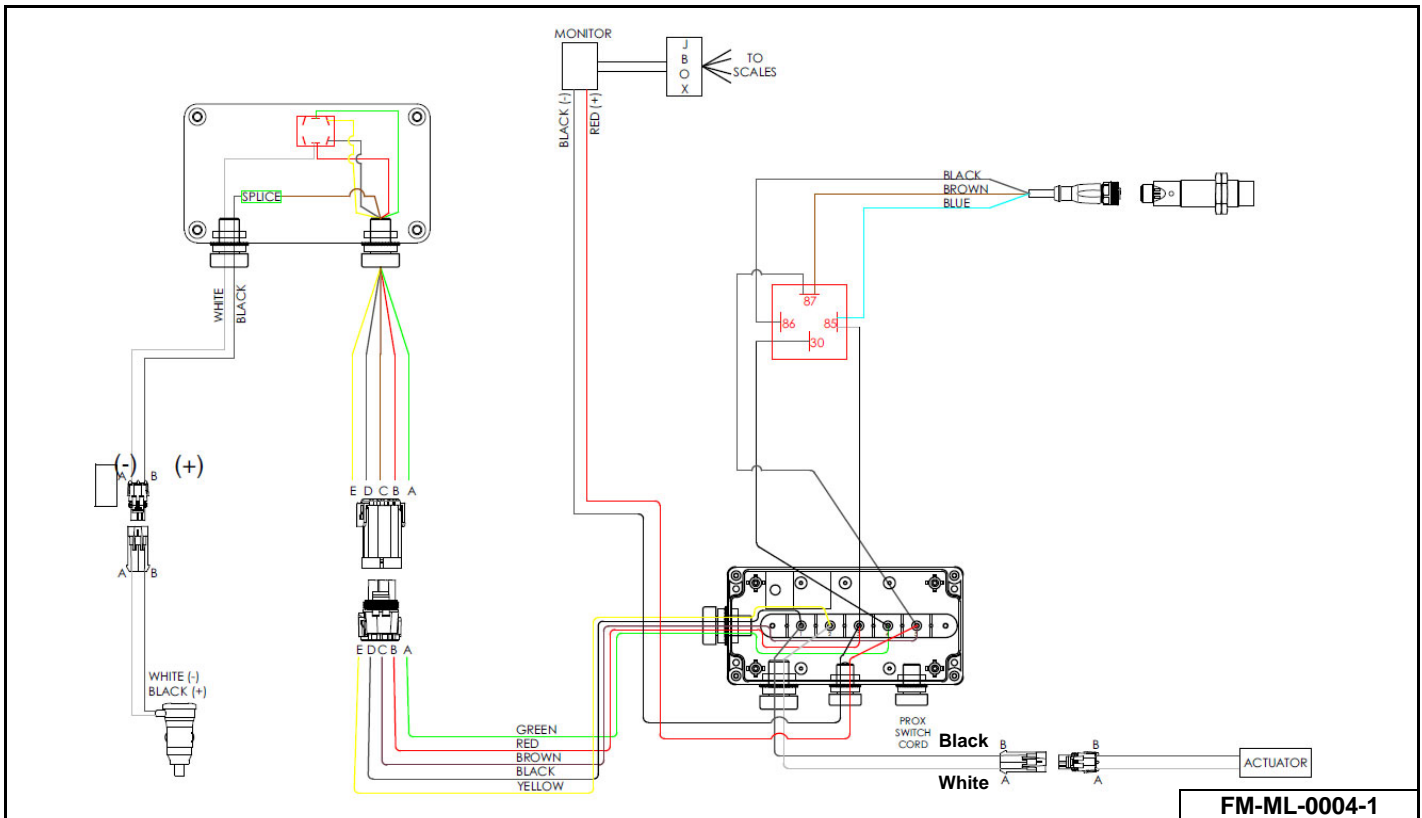 MONITOR
J
B
O
X
TO
SCALES
BLACK (-)
RED (+)
SPLICE
BLACK
BROWN
BLUE
WHITE
BLACK
87
86
85
30
(-)
(+)
A
B
E D C B A
A
B
E D C B A
WHITE (-)
BLACK (+)
GREEN
RED
BROWN
BLACK
YELLOW
PROX
SWITCH
CORD
Black
B
B
White
A
A
ACTUATOR
FM-ML-0004-1